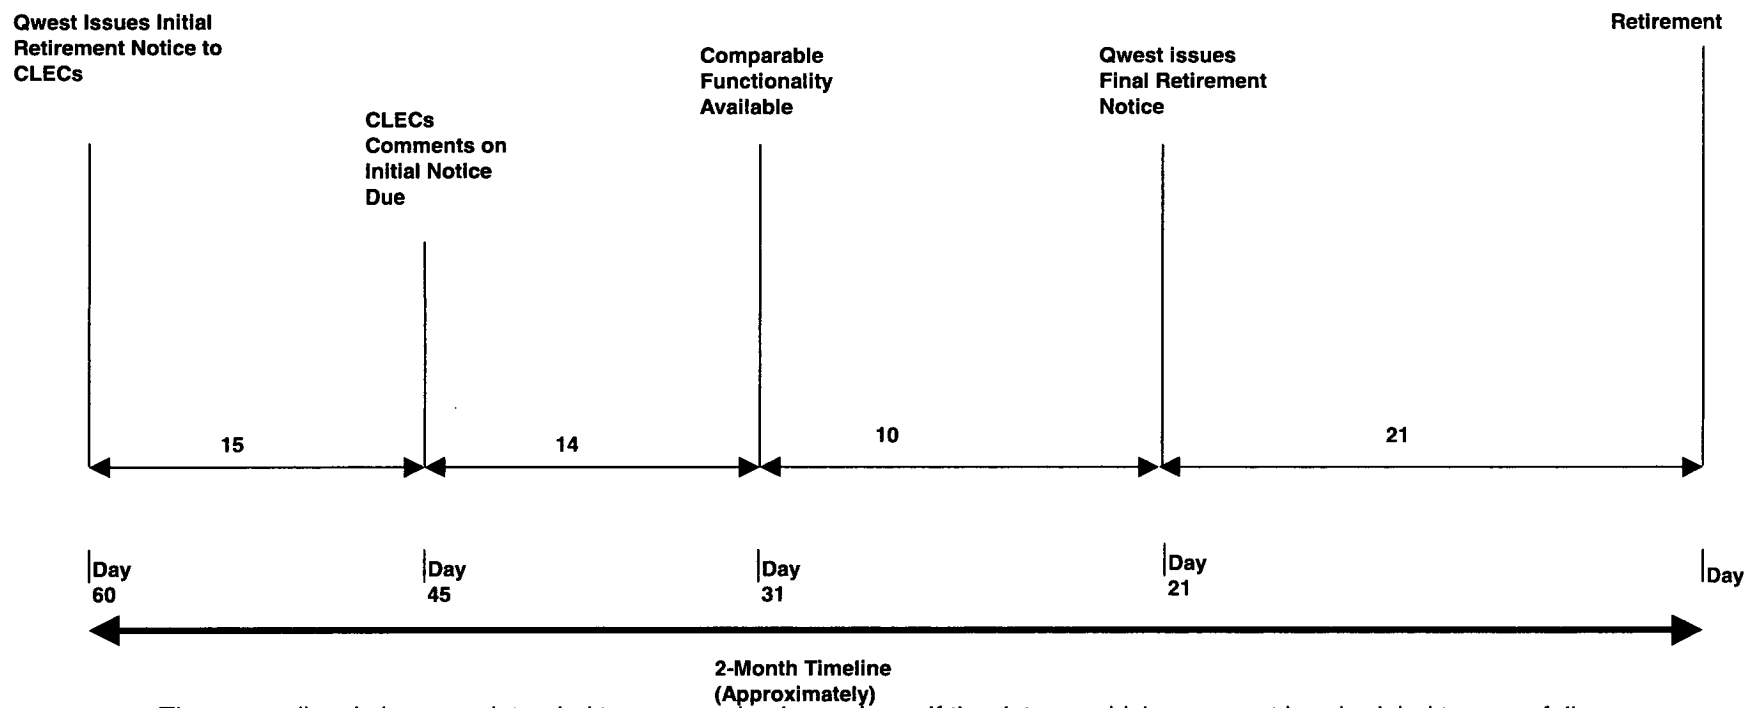 Qwest Issues Initial
Retirement Notice to
CLECs
CLECs
Comments on
Initial Notice
Due
Comparable
Functionality
Available
Qwest issues
Final Retirement
Notice
Retirement
15
14
10
21
Day
60
Day
45
Day
31
Day
21
Day
2-Month Timeline
(Approximately)